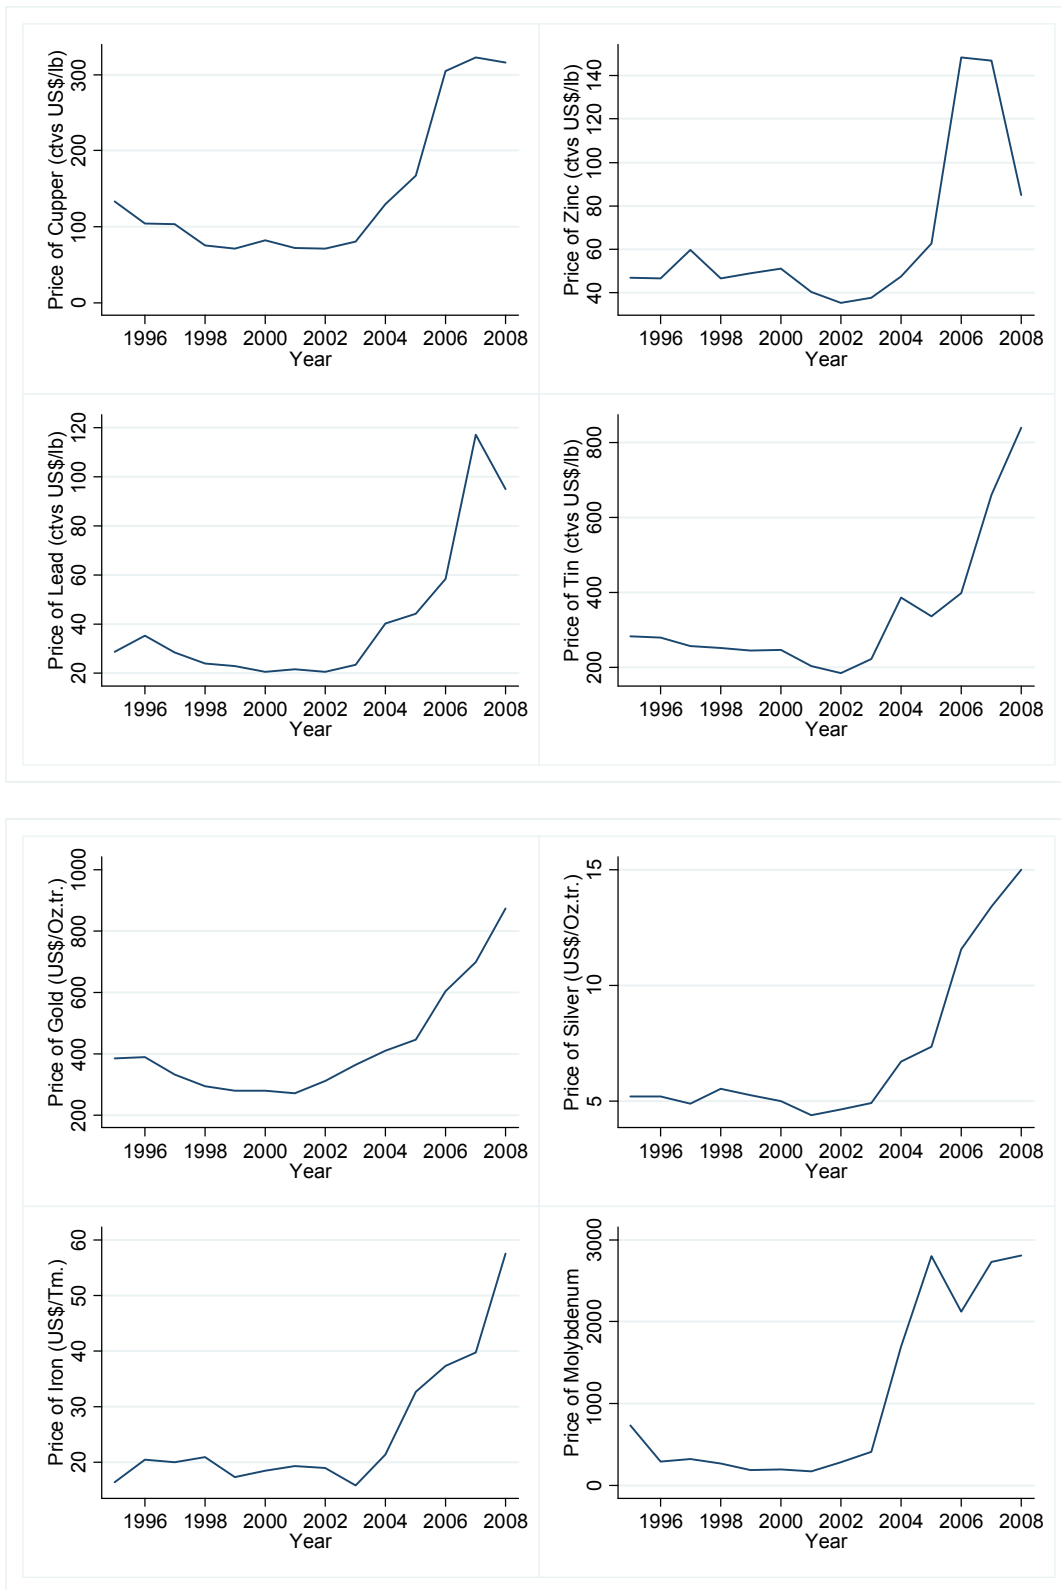 Price of Cupper (ctvs US$/lb)
0 100 200 300
1996 1998 2000 2002 2004 2006 2008
Year
Price of Zinc (ctvs US$/lb)
40 60 80 100 120 140
1996 1998 2000 2002 2004 2006 2008
Year
Price of Lead (ctvs US$/lb)
20 40 60 80 100 120
1996 1998 2000 2002 2004 2006 2008
Year
Price of Tin (ctvs US$/lb)
200 400 600 800
1996 1998 2000 2002 2004 2006 2008
Year
Price of Gold (US$/Oz.tr.)
200 400 600 800 1000
1996 1998 2000 2002 2004 2006 2008
Year
Price of Silver (US$/Oz.tr.)
5 10 15
1996 1998 2000 2002 2004 2006 2008
Year
Price of Iron (US$/Tm.)
20 30 40 50 60
1996 1998 2000 2002 2004 2006 2008
Year
Price of Molybdenum
0 1000 2000 3000
1996 1998 2000 2002 2004 2006 2008
Year